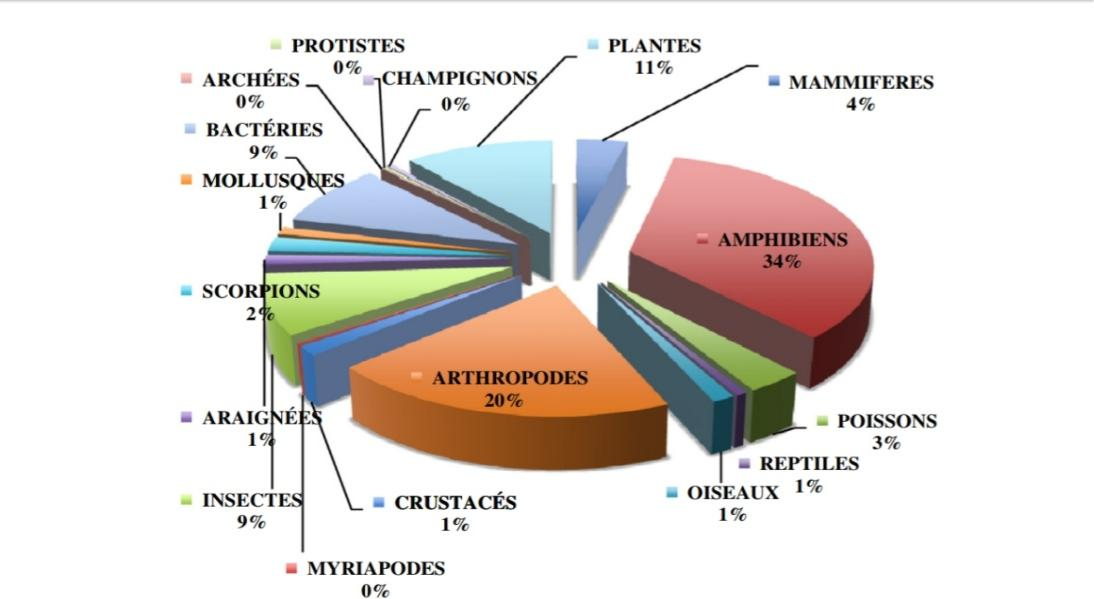 PROTISTES
0%
PLANTES
11%
ARCHÉES
0%
CHAMPIGNONS
0%
MAMMIFERES
4%
BACTÉRIES
9%
MOLLUSQUES
1%
AMPHIBIENS
34%
SCORPIONS
2%
ARTHROPODES
20%
ARAIGNÉES
1%
POISSONS
3%
REPTILES
1%
OISEAUX
1%
INSECTES
9%
CRUSTACÉS
1%
MYRIAPODES
0%